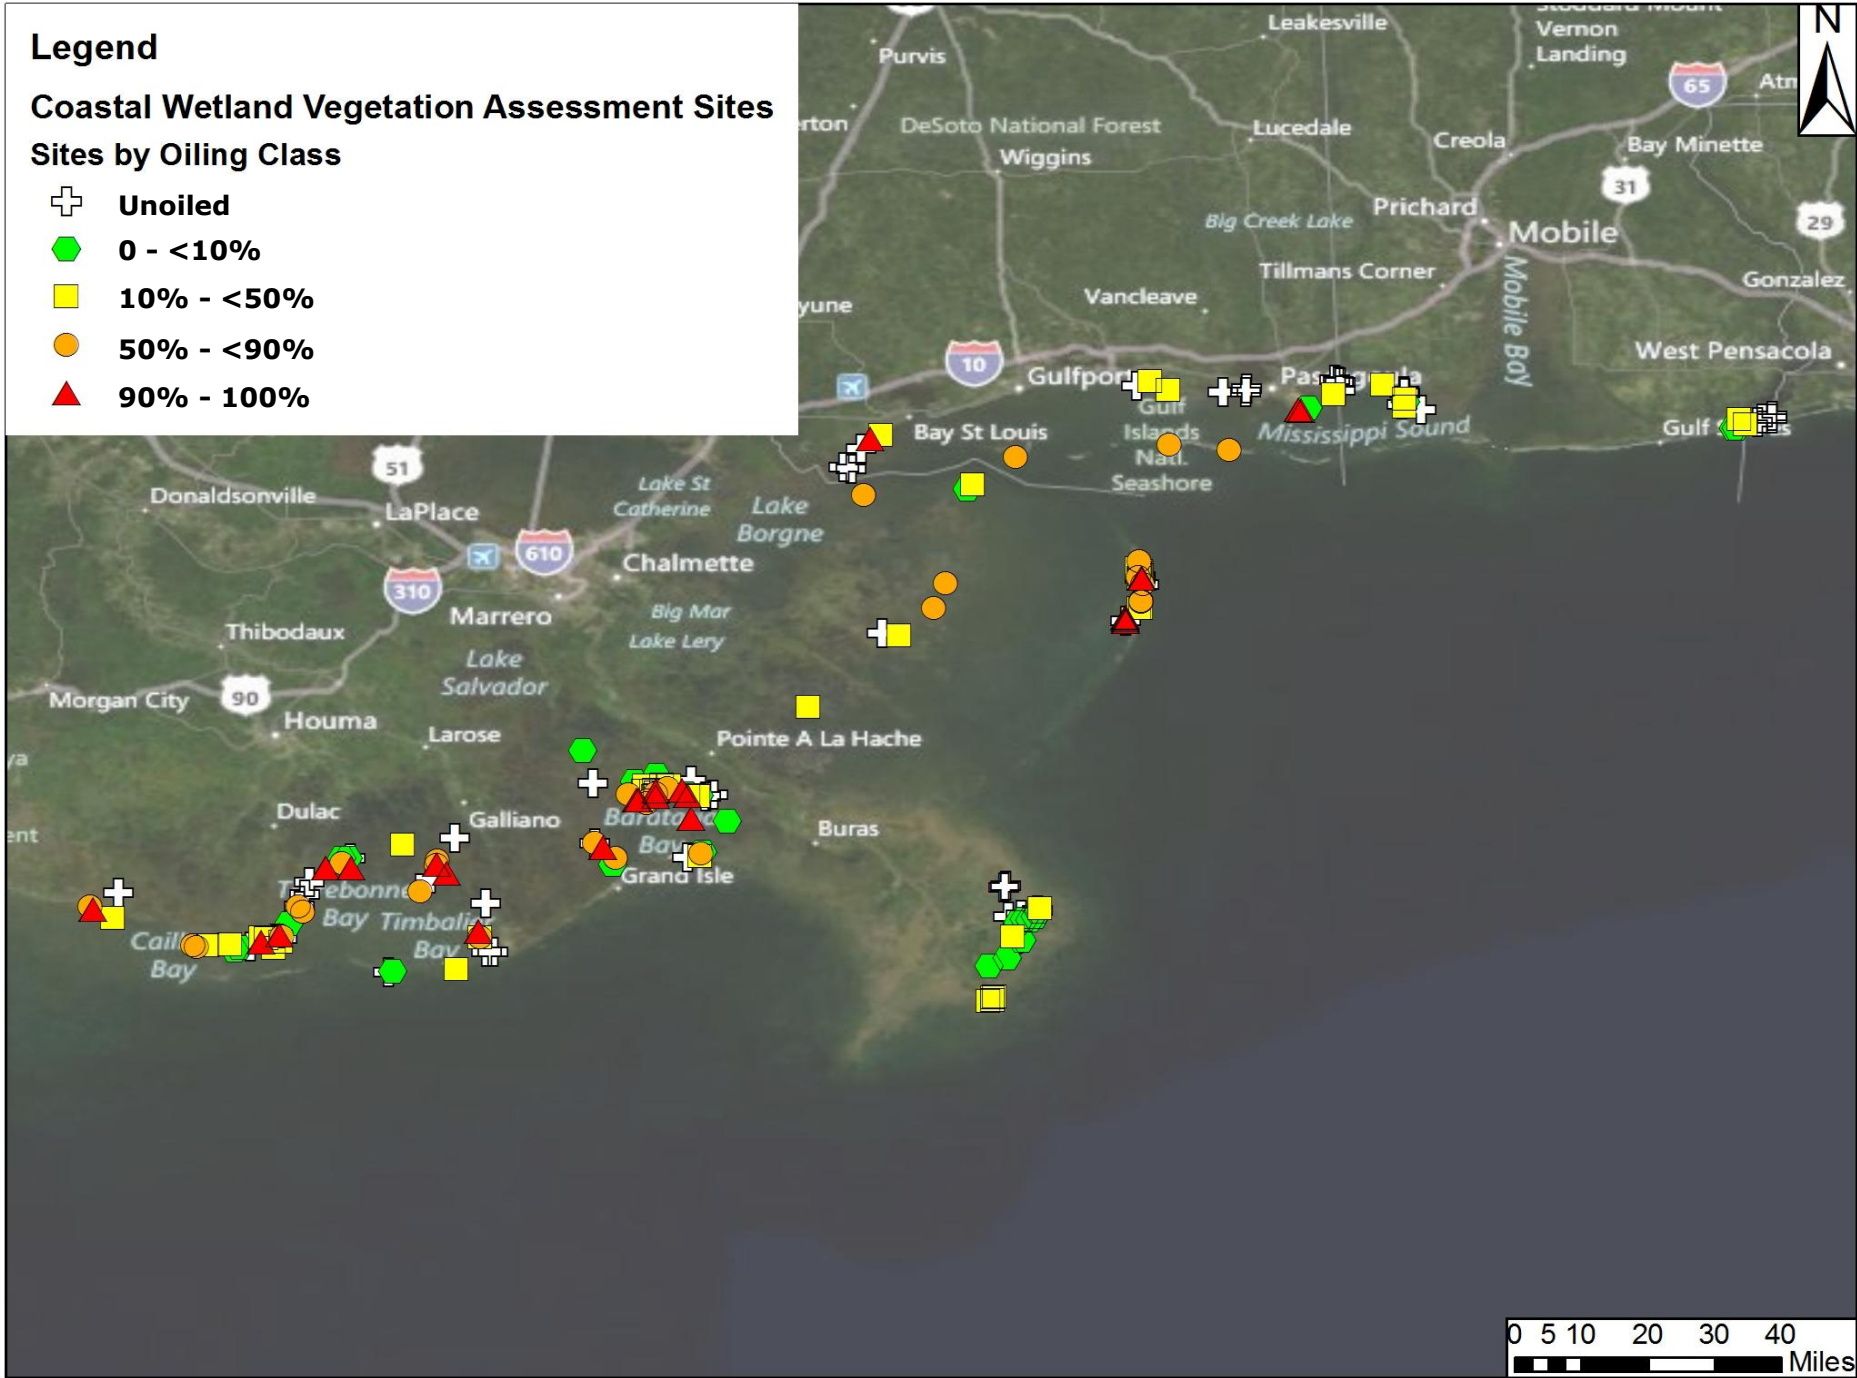 Legend
Coastal Wetland Vegetation Assessment Sites
Sites by Oiling Class
Unoiled
0 - <10%
10% - <50%
50% - <90%
90% - 100%
N
Leakesville
Purvis
Vernon
Landing
65
DeSoto National Forest
Wiggins
Lucedale
Creola
Bay Minette
31
Prichard
Big Creek Lake
Mobile
29
Tillmans Corner
Gonzalez
Vancleave
Mobile Bay
West Pensacola
10
Gulf
Islands
Natl.
Seashore
Bay St Louis
Mississippi Sound
51
Donaldsonville
LaPlace
Lake St
Catherine
Lake
Borgne
610
Chalmette
310
Marrero
Big Mar
Lake Lery
Thibodaux
Lake
Salvador
Morgan City
90
Houma
Larose
Pointe A La Hache
Dulac
Galliano
Buras
Bay
Grand Isle
Bay
Timbalier
Bay
Bay
0 5 10 20 30 40
Miles